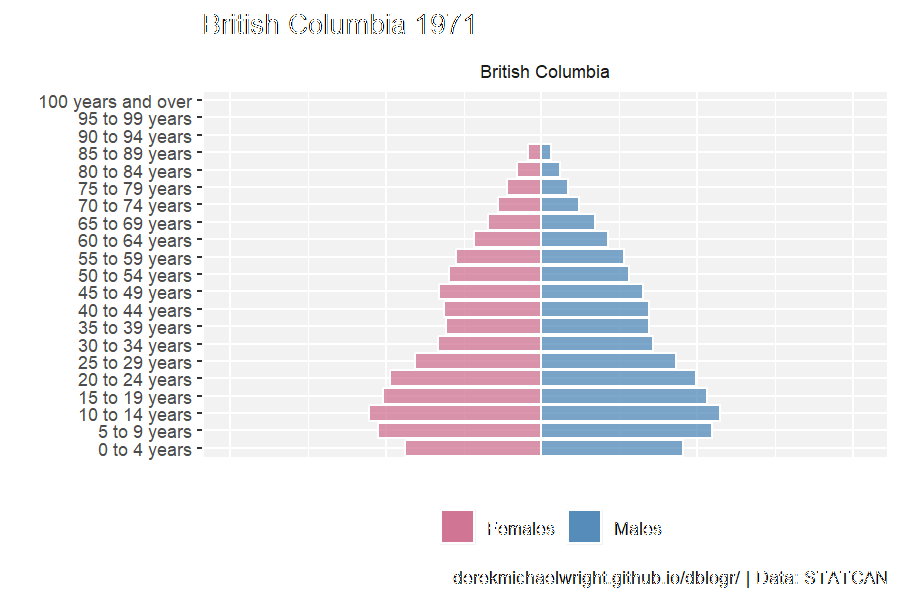 British Columbia 1971
British Columbia
100 years and over
95 to 99 years
90 to 94 years
85 to 89 years
80 to 84 years
75 to 79 years
70 to 74 years
65 to 69 years
60 to 64 years
55 to 59 years
50 to 54 years
45 to 49 years
40 to 44 years
35 to 39 years
30 to 34 years
25 to 29 years
20 to 24 years
15 to 19 years
10 to 14 years
5 to 9 years
0 to 4 years
Females Males
derekmichaelwright.github.io/dblogr/ | Data: STATCAN